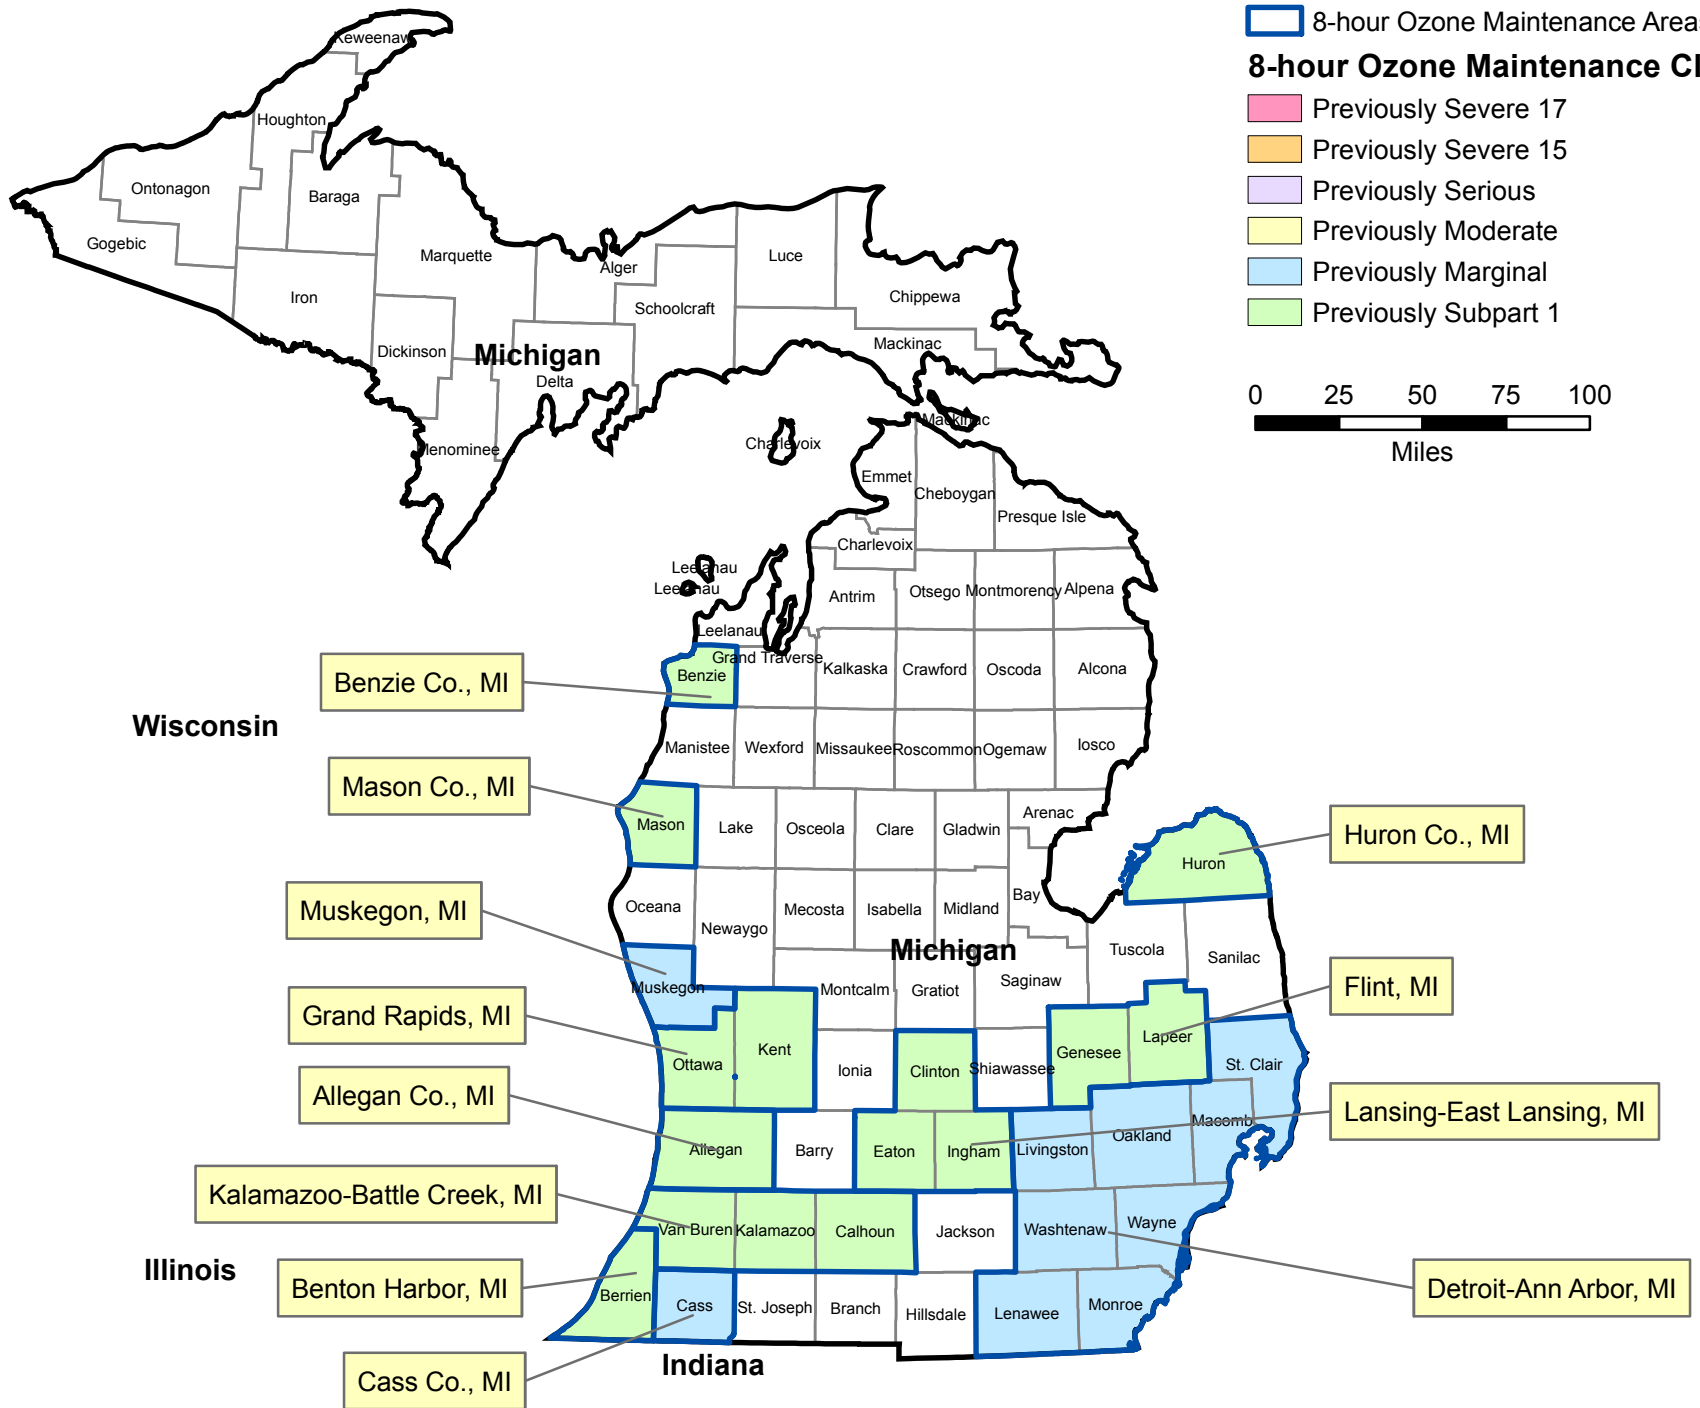 8-hour Ozone Maintenance Area
8-hour Ozone Maintenance Cl
Previously Severe 17
Previously Severe 15
Previously Serious
Previously Moderate
Previously Marginal
Previously Subpart 1
0 25 50 75 100
Miles
Keweenaw
Houghton
Ontonagon
Baraga
Gogebic
Marquette
Alger
Luce
Iron
Schoolcraft
Chippewa
Dickinson
Michigan
Mackinac
Delta
Menominee
Mackinac
Charlevoix
Emmet
Cheboygan
Presque Isle
Charlevoix
Leelanau
Leelanau
Antrim
Otsego
Montmorency
Alpena
Leelanau
Grand Traverse
Benzie
Kalkaska
Crawford
Oscoda
Alcona
Benzie Co., MI
Wisconsin
Manistee
Wexford
Missaukee
Roscommon
Ogemaw
Iosco
Mason Co., MI
Mason
Lake
Osceola
Clare
Gladwin
Arenac
Huron Co., MI
Huron
Muskegon, MI
Oceana
Newaygo
Mecosta
Isabella
Midland
Bay
Michigan
Tuscola
Sanilac
Muskegon
Montcalm
Gratiot
Saginaw
Flint, MI
Grand Rapids, MI
Ottawa
Kent
Ionia
Clinton
Shiawassee
Genesee
Lapeer
St. Clair
Allegan Co., MI
Lansing-East Lansing, MI
Allegan
Barry
Eaton
Ingham
Livingston
Oakland
Macomb
Kalamazoo-Battle Creek, MI
Van Buren
Kalamazoo
Calhoun
Jackson
Washtenaw
Wayne
Illinois
Benton Harbor, MI
Berrien
Cass
St. Joseph
Branch
Hillsdale
Lenawee
Monroe
Detroit-Ann Arbor, MI
Indiana
Cass Co., MI